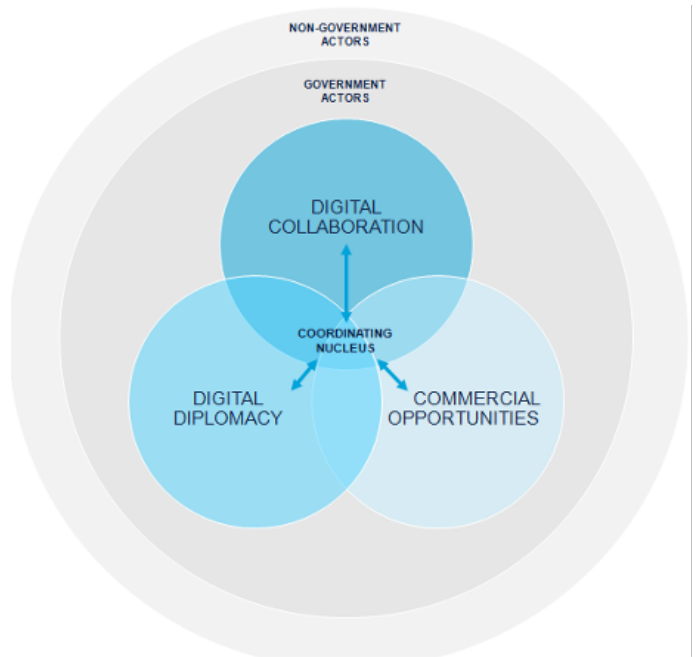 NON-GOVERNMENT
ACTORS
GOVERNMENT
ACTORS
DIGITAL
COLLABORATION
COORDINATING
NUCLEUS
DIGITAL
DIPLOMACY
COMMERCIAL
OPPORTUNITIES